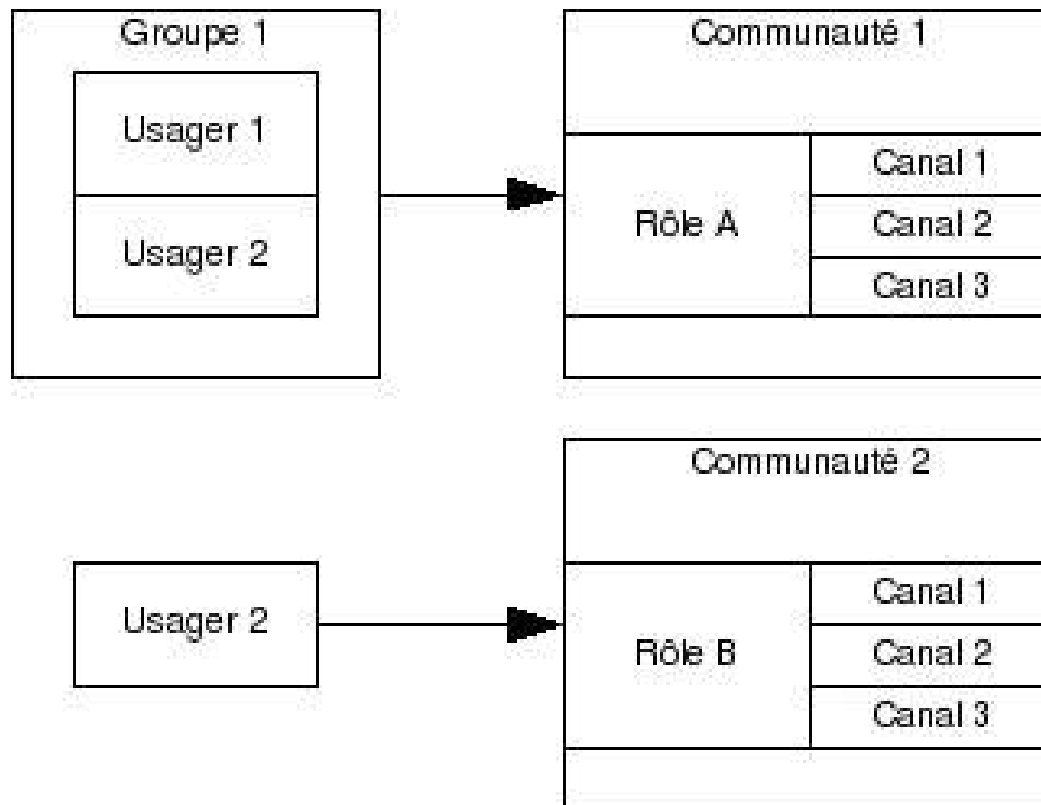 Groupe 1
Usager 1
Usager 2
Communauté 1
Rôle A
Canal 1
Canal 2
Canal 3
Usager 2
Communauté 2
Rôle B
Canal 1
Canal 2
Canal 3